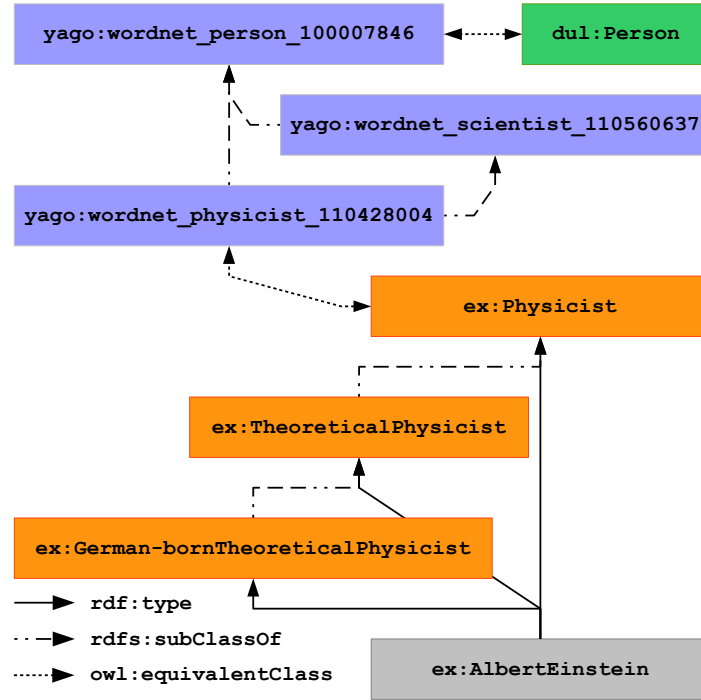 yago:wordnet_person_100007846
dul:Person
yago:wordnet_scientist_110560637
yago:wordnet_physicist_110428004
ex:Physicist
ex:TheoreticalPhysicist
ex:German-bornTheoreticalPhysicist
rdf:type
rdfs:subClassOf
owl:equivalentClass
ex:AlbertEinstein